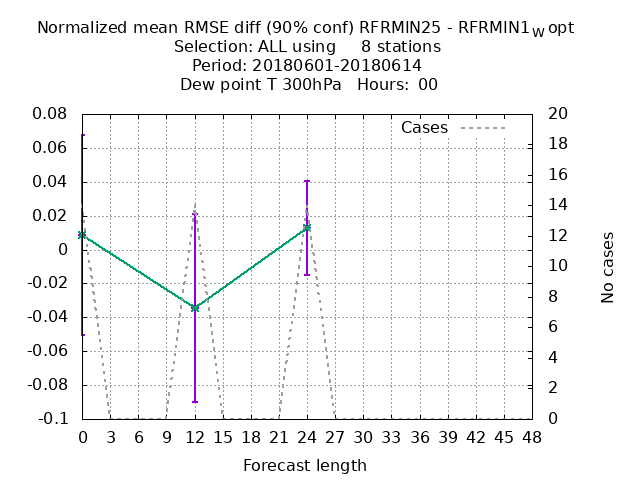 Normalized mean RMSE diff (90% conf) RFRMIN25 - RFRMIN1w opt
Selection: ALL using 8 stations
Period: 20180601-20180614
Dew point T 300hPa Hours: 00
Cases
0.08
0.06
0.04
0.02
0
-0.02
-0.04
-0.06
-0.08
-0.1
20
18
16
14
12
10
8
6
4
2
0
No cases
0 3 6 9 12 15 18 21 24 27 30 33 36 39 42 45 48
Forecast length